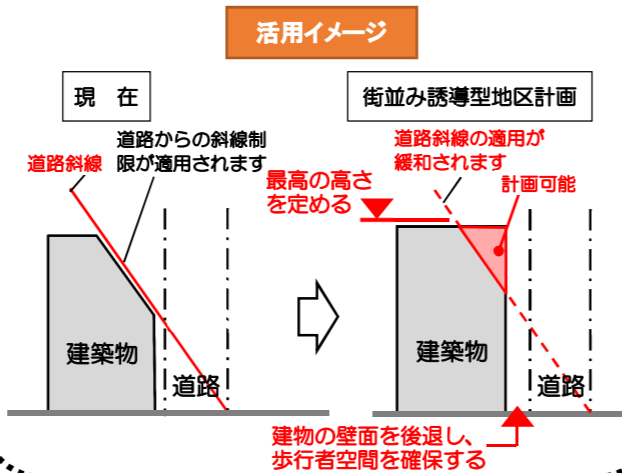 活用イメージ
現 在
道路からの斜線制
限が適用されます
道路斜線
建築物
道路
街並み誘導型地区計画
道路斜線の適用が
緩和されます
計画可能
最高の高さ
を定める
建築物
道路
建物の壁面を後退し、
歩行者空間を確保する